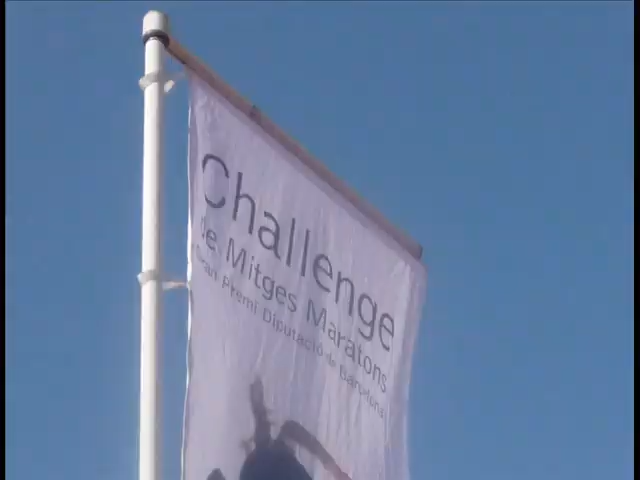 Challenge
de Mitges Maratons
Gran Premi Diputació de Barcelona